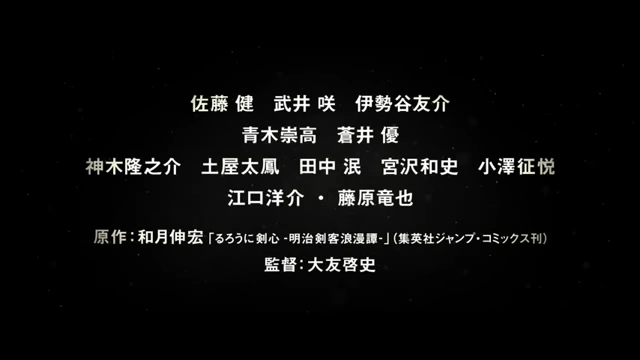 佐藤 健　武井 咲　伊勢谷友介
青木崇高　蒼井 優
神木隆之介　土屋太鳳　田中 泯　宮沢和史　小澤征悦
江口洋介 ・ 藤原竜也
原作：和月伸宏「るろうに剣心 -明治剣客浪漫譚-」（集英社ジャンプ・コミックス刊）
監督：大友啓史